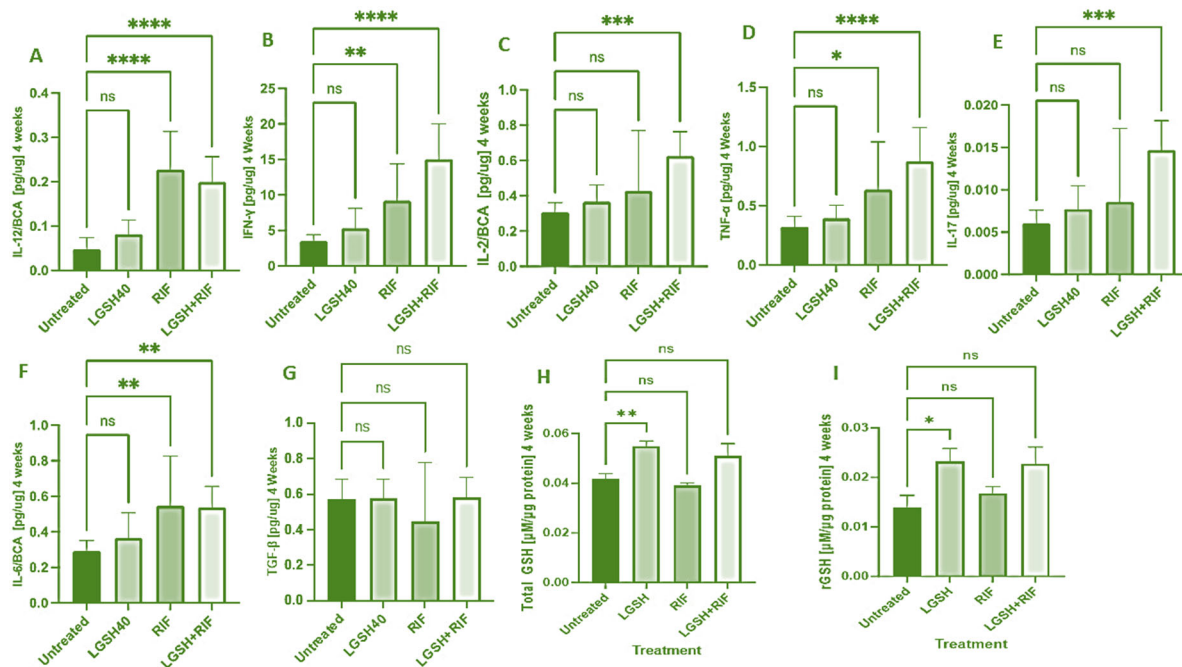 A
****
****
ns
IL-12/BCA [pg/ug] 4 weeks
0.4
0.3
0.2
0.1
0.0
Untreated
LGSH40
RIF
LGSH+RIF
B
****
**
ns
IFN-γ [pg/ug] 4 Weeks
25
20
15
10
5
0
Untreated
LGSH40
RIF
LGSH+RIF
C
***
ns
ns
IL-2/BCA [pg/ug] 4 weeks
1.0
0.8
0.6
0.4
0.2
0.0
Untreated
LGSH40
RIF
LGSH+RIF
D
****
*
ns
TNF-α [pg/ug] 4 Weeks
1.5
1.0
0.5
0.0
Untreated
LGSH40
RIF
LGSH+RIF
E
***
ns
ns
IL-17 [pg/ug] 4 Weeks
0.020
0.015
0.010
0.005
0.000
Untreated
LGSH40
RIF
LGSH+RIF
F
**
**
ns
IL-6/BCA [pg/ug] 4 weeks
1.0
0.8
0.6
0.4
0.2
0.0
Untreated
LGSH40
RIF
LGSH+RIF
G
ns
ns
ns
TGF-β [pg/ug] 4 Weeks
1.0
0.8
0.6
0.4
0.2
0.0
Untreated
LGSH40
RIF
LGSH+RIF
H
ns
ns
**
Total GSH [µM/µg protein] 4 weeks
0.06
0.04
0.02
0.00
Untreated
LGSH
RIF
LGSH+RIF
Treatment
I
ns
ns
*
rGSH [µM/µg protein] 4 weeks
0.03
0.02
0.01
0.00
Untreated
LGSH
RIF
LGSH+RIF
Treatment